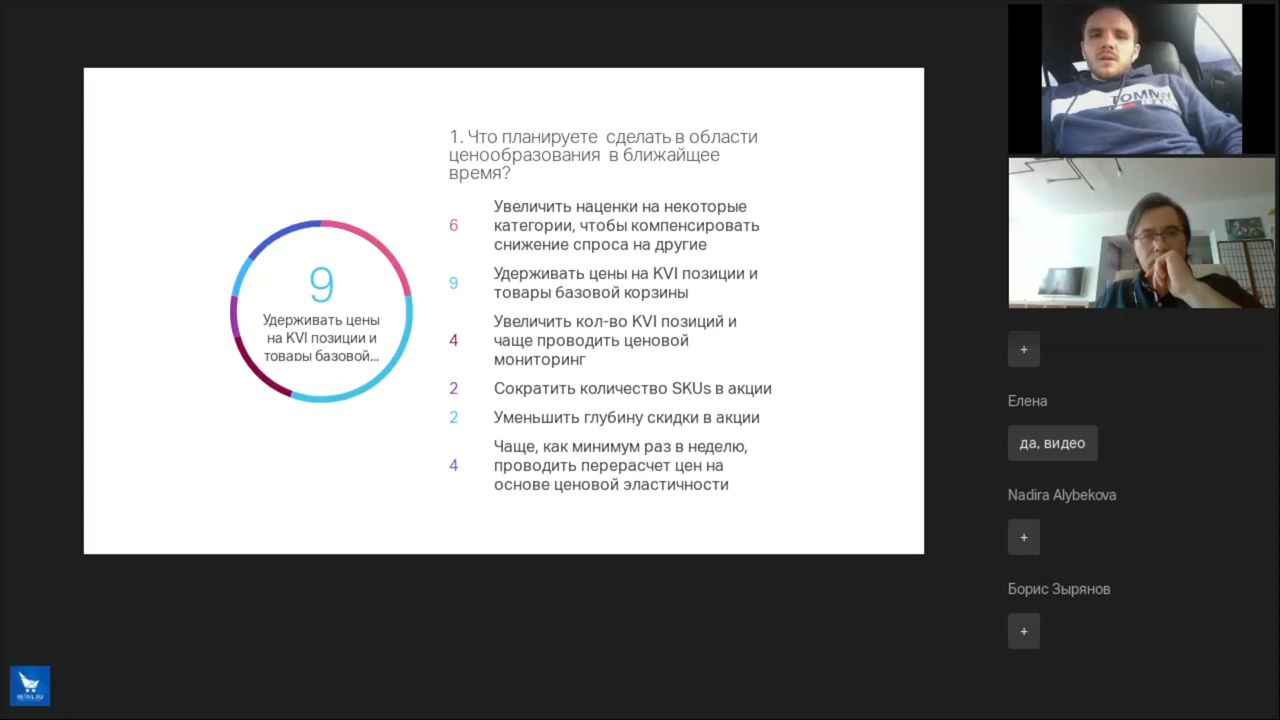 1. Что планируете сделать в области
ценообразования в ближайщее
время?
6
Увеличить наценки на некоторые
категории, чтобы компенсировать
снижение спроса на другие
9
Удерживать цены на KVI позиции и
товары базовой корзины
4
Увеличить кол-во KVI позиций и
чаще проводить ценовой
мониторинг
2
Сократить количество SKUs в акции
2
Уменьшить глубину скидки в акции
4
Чаще, как минимум раз в неделю,
проводить перерасчет цен на
основе ценовой эластичности
9
Удерживать цены
на KVI позиции и
товары базовой...
TOMMY
+
Елена
да, видео
Nadira Alybekova
+
Борис Зырянов
+
RETAIL.RU